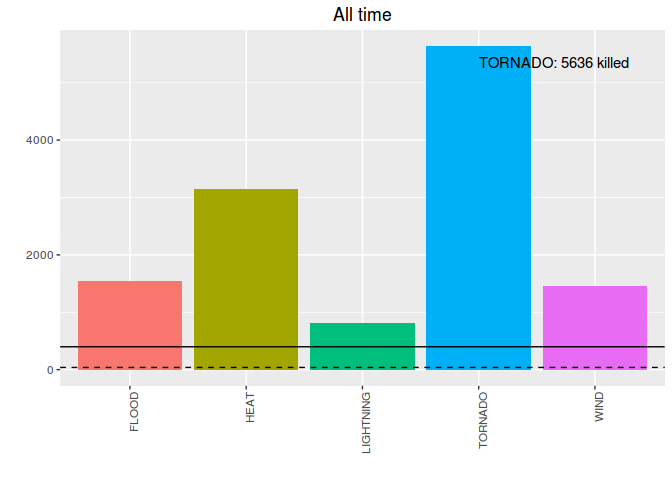 All time
TORNADO: 5636 killed
4000
2000
0
FLOOD
HEAT
LIGHTNING
TORNADO
WIND